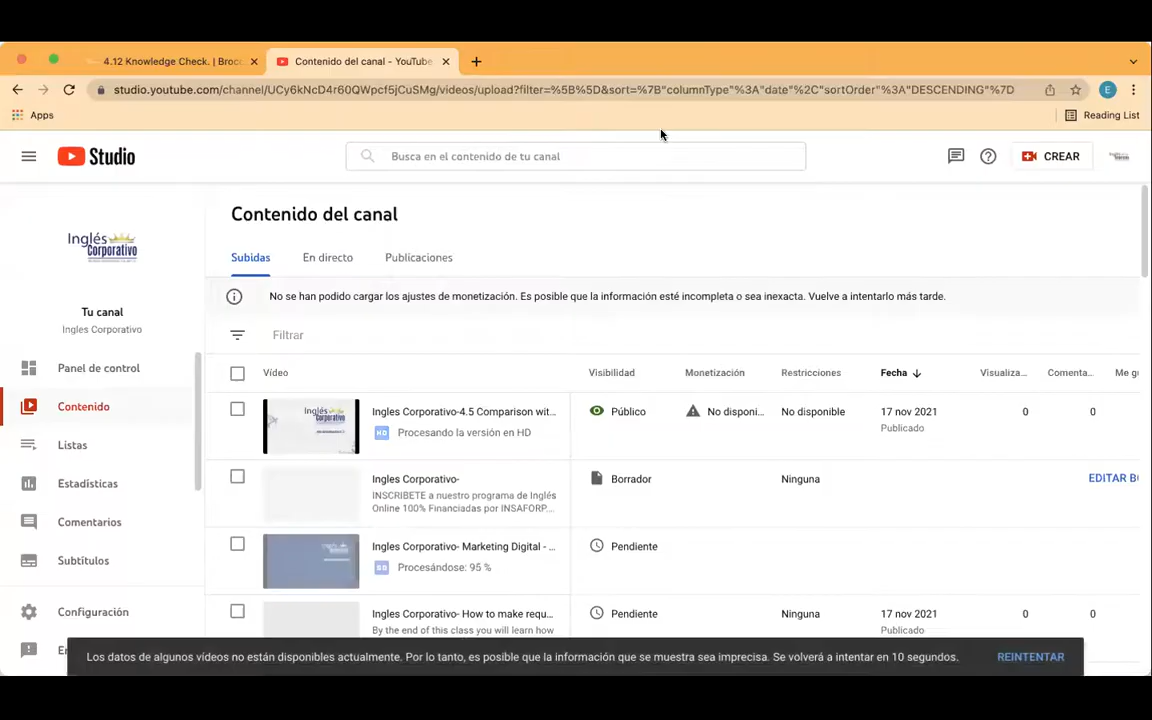 4.12 Knowledge Check. | Broc
Contenido del canal - YouTube
studio.youtube.com/channel/UCy6kNcD4r60QWpcf5jCuSMg/videos/upload?filter=%5B%5D&sort=%7B"columnType"%3A"date"%2C"sortOrder"%3A"DESCENDING"%7D
E
Apps
Reading List
Studio
Busca en el contenido de tu canal
CREAR
Inglés Corporativo
Tu canal
Ingles Corporativo
Panel de control
Contenido
Listas
Estadísticas
Comentarios
Subtítulos
Configuración
Contenido del canal
Subidas En directo Publicaciones
No se han podido cargar los ajustes de monetización. Es posible que la información esté incompleta o sea inexacta. Vuelve a intentarlo más tarde.
Filtrar
Vídeo Visibilidad Monetización Restricciones Fecha Visualiza... Comenta... Me g
Inglés Corporativo
Ingles Corporativo-4.5 Comparison wit... Público No disponi... No disponible 17 nov 2021 0 0
HD Procesando la versión en HD Publicado
Ingles Corporativo- Borrador Ninguna EDITAR B
INSCRIBETE a nuestro programa de Inglés
Online 100% Financiadas por INSAFORP...
Ingles Corporativo- Marketing Digital - ... Pendiente
SD Procesándose: 95 %
Ingles Corporativo- How to make requ... Pendiente Ninguna 17 nov 2021 0 0
By the end of this class you will learn how Publicado
Los datos de algunos vídeos no están disponibles actualmente. Por lo tanto, es posible que la información que se muestra sea imprecisa. Se volverá a intentar en 10 segundos. REINTENTAR